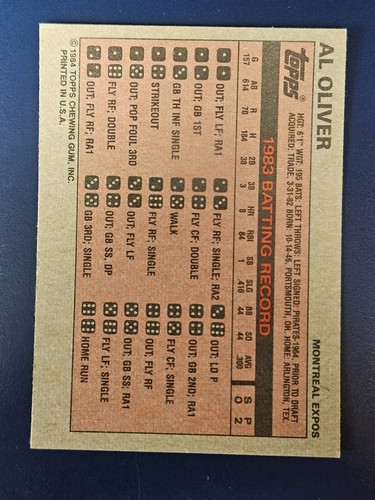 AL OLIVER
MONTREAL EXPOS
Topps®
HGT: 6'1" WGT: 195 BATS: LEFT THROWS: LEFT SIGNED: PIRATES-1964, PRIOR TO DRAFT
ACQUIRED: TRADE, 3-31-82 BORN: 10-14-46, PORTSMOUTH, OH. HOME: ARLINGTON, TEX.
1983 BATTING RECORD
G AB R H 2B 3B HR RBI SB SLG BB SO AVG
157 614 70 184 38 3 8 84 1 .410 44 44 .300
S P
O 2
OUT; FLY LF; RA1
OUT; GB 1ST
GB TH INF SINGLE
STRIKEOUT
OUT; POP FOUL 3RD
FLY RF; DOUBLE
OUT; FLY RF; RA1
FLY RF; SINGLE; RA2
FLY CF; DOUBLE
WALK
FLY RF; SINGLE
OUT; FLY LF
OUT; GB SS, DP
GB 3RD; SINGLE
OUT; LD P
OUT; GB 2ND; RA1
FLY CF; SINGLE
OUT; FLY RF
OUT; GB SS; RA1
FLY LF; SINGLE
HOME RUN
© 1984 TOPPS CHEWING GUM, INC.
PRINTED IN U.S.A.